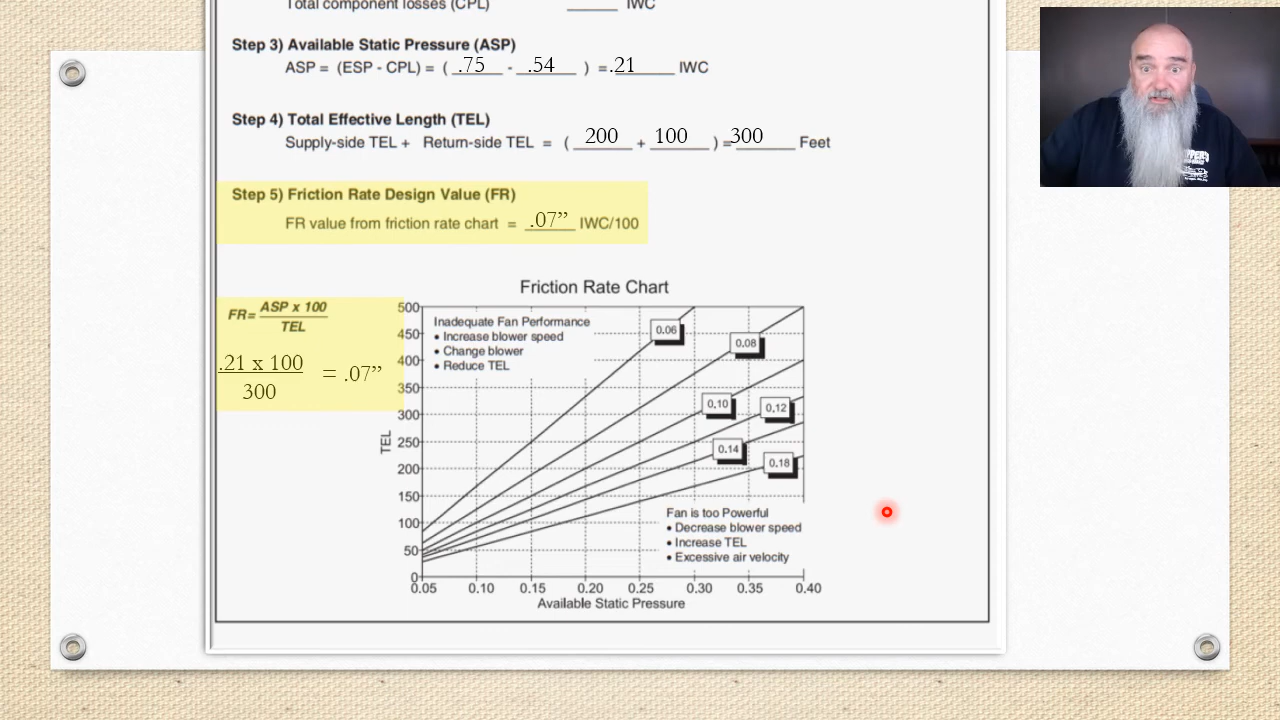 Total component losses (CPL) ______ IWC
Step 3) Available Static Pressure (ASP)
ASP = (ESP - CPL) = ( .75 - .54 ) = .21 IWC
Step 4) Total Effective Length (TEL)
Supply-side TEL + Return-side TEL = ( 200 + 100 ) = 300 Feet
Step 5) Friction Rate Design Value (FR)
FR value from friction rate chart = .07” IWC/100
FR= ASP x 100
TEL
.21 x 100
300
= .07”
Friction Rate Chart
500
450
400
350
300
250
200
150
100
50
0
TEL
Inadequate Fan Performance
• Increase blower speed
• Change blower
• Reduce TEL
0.06
0.08
0.10
0.12
0.14
0.18
Fan is too Powerful
• Decrease blower speed
• Increase TEL
• Excessive air velocity
0.05 0.10 0.15 0.20 0.25 0.30 0.35 0.40
Available Static Pressure